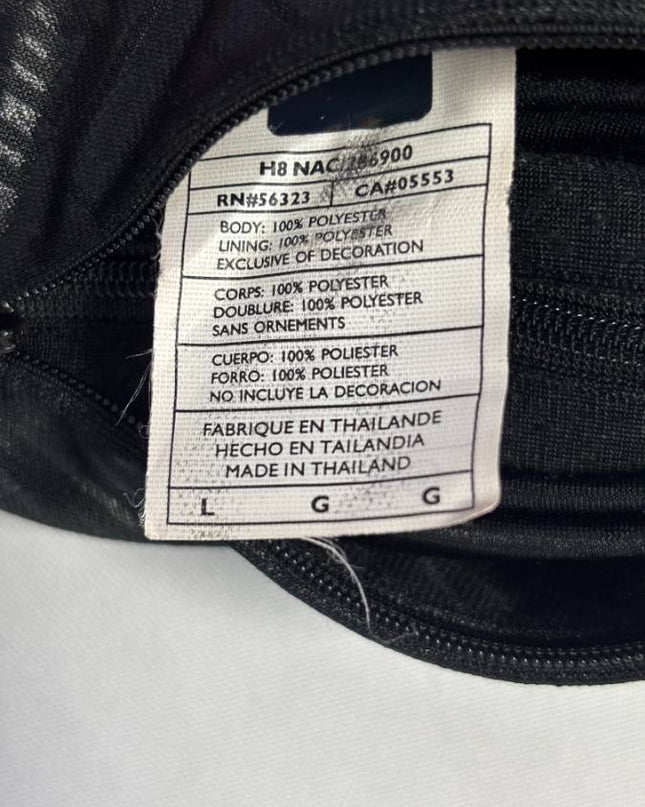 H8 NAC/286900
RN#56323 CA#05553
BODY: 100% POLYESTER
LINING: 100% POLYESTER
EXCLUSIVE OF DECORATION
CORPS: 100% POLYESTER
DOUBLURE: 100% POLYESTER
SANS ORNEMENTS
CUERPO: 100% POLIESTER
FORRO: 100% POLIESTER
NO INCLUYE LA DECORACION
FABRIQUE EN THAILANDE
HECHO EN TAILANDIA
MADE IN THAILAND
L G G